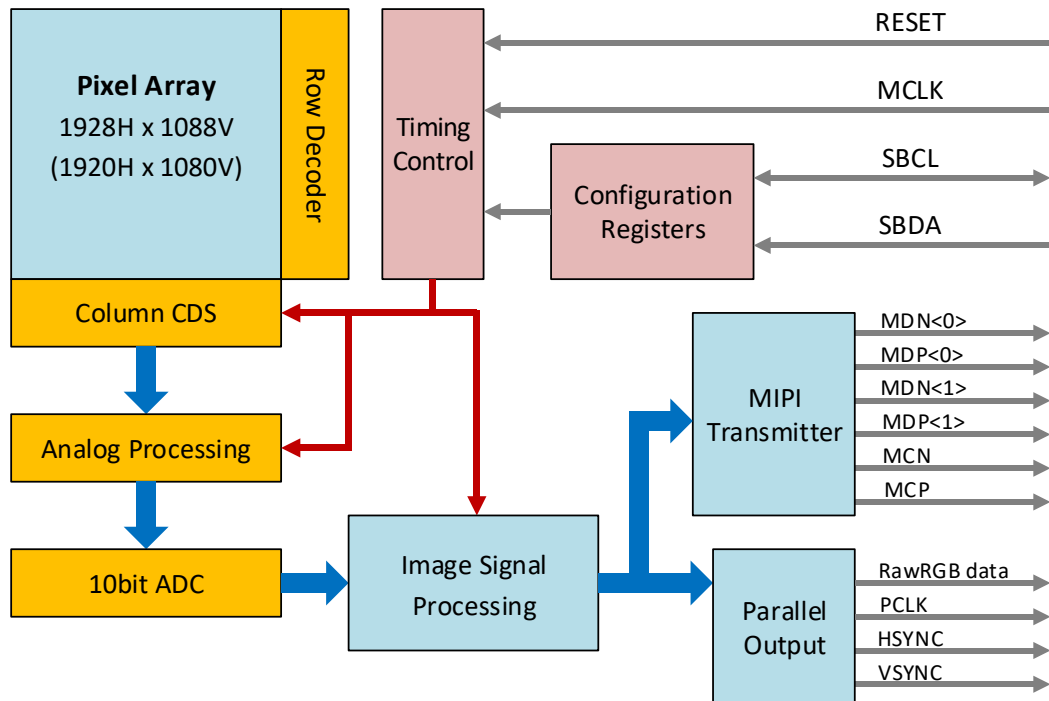 Pixel Array
1928H x 1088V
(1920H x 1080V)
Row Decoder
Column CDS
Analog Processing
10bit ADC
Timing
Control
Configuration
Registers
RESET
MCLK
SBCL
SBDA
Image Signal
Processing
MIPI
Transmitter
MDN<0>
MDP<0>
MDN<1>
MDP<1>
MCN
MCP
Parallel
Output
RawRGB data
PCLK
HSYNC
VSYNC